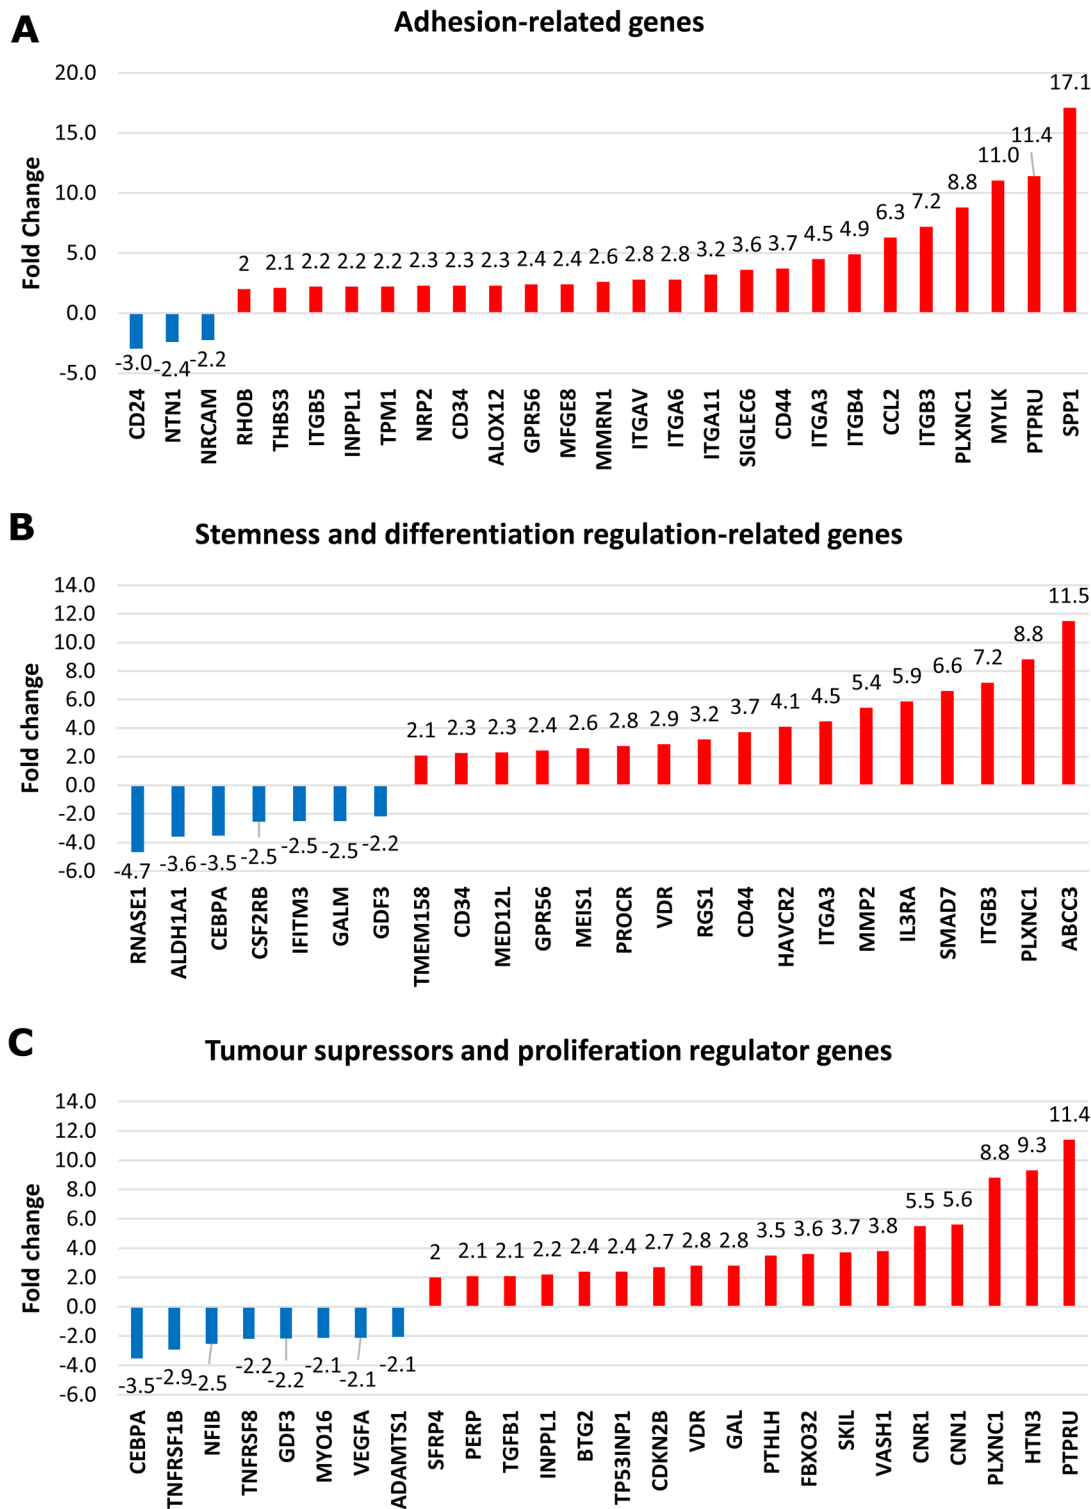 A
Adhesion-related genes
Fold Change
20.0
15.0
10.0
5.0
0.0
-5.0
-3.0 -2.4 -2.2 2 2.1 2.2 2.2 2.2 2.3 2.3 2.3 2.4 2.4 2.6 2.8 2.8 3.2 3.6 3.7 4.5 4.9 6.3 7.2 8.8 11.0 11.4 17.1
CD24 NTN1 NRCAM RHOB THBS3 ITGB5 INPPL1 TPM1 NRP2 CD34 ALOX12 GPR56 MFGE8 MMRN1 ITGAV ITGA6 ITGA11 SIGLEC6 CD44 ITGA3 ITGB4 CCL2 ITGB3 PLXNC1 MYLK PTPRU SPP1
B
Stemness and differentiation regulation-related genes
Fold change
14.0
12.0
10.0
8.0
6.0
4.0
2.0
0.0
-2.0
-4.0
-6.0
-4.7 -3.6 -3.5 -2.5 -2.5 -2.5 -2.2 2.1 2.3 2.3 2.4 2.6 2.8 2.9 3.2 3.7 4.1 4.5 5.4 5.9 6.6 7.2 8.8 11.5
RNASE1 ALDH1A1 CEBPA CSF2RB IFITM3 GALM GDF3 TMEM158 CD34 MED12L GPR56 MEIS1 PROCR VDR RGS1 CD44 HAVCR2 ITGA3 MMP2 IL3RA SMAD7 ITGB3 PLXNC1 ABCC3
C
Tumour supressors and proliferation regulator genes
Fold change
14.0
12.0
10.0
8.0
6.0
4.0
2.0
0.0
-2.0
-4.0
-6.0
-3.5 -2.9 -2.5 -2.2 -2.2 -2.1 -2.1 -2.1 2 2.1 2.1 2.2 2.4 2.4 2.7 2.8 2.8 3.5 3.6 3.7 3.8 5.5 5.6 8.8 9.3 11.4
CEBPA TNFRSF1B NFIB TNFRSF8 GDF3 MYO16 VEGFA ADAMTS1 SFRP4 PERP TGFB1 INPPL1 BTG2 TP53INP1 CDKN2B VDR GAL PTHLH FBXO32 SKIL VASH1 CNR1 CNN1 PLXNC1 HTN3 PTPRU